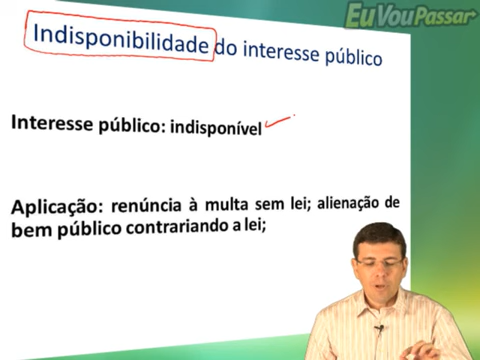 EuVouPassar
Indisponibilidade do interesse público
Interesse público: indisponível
Aplicação: renúncia à multa sem lei; alienação de
bem público contrariando a lei;